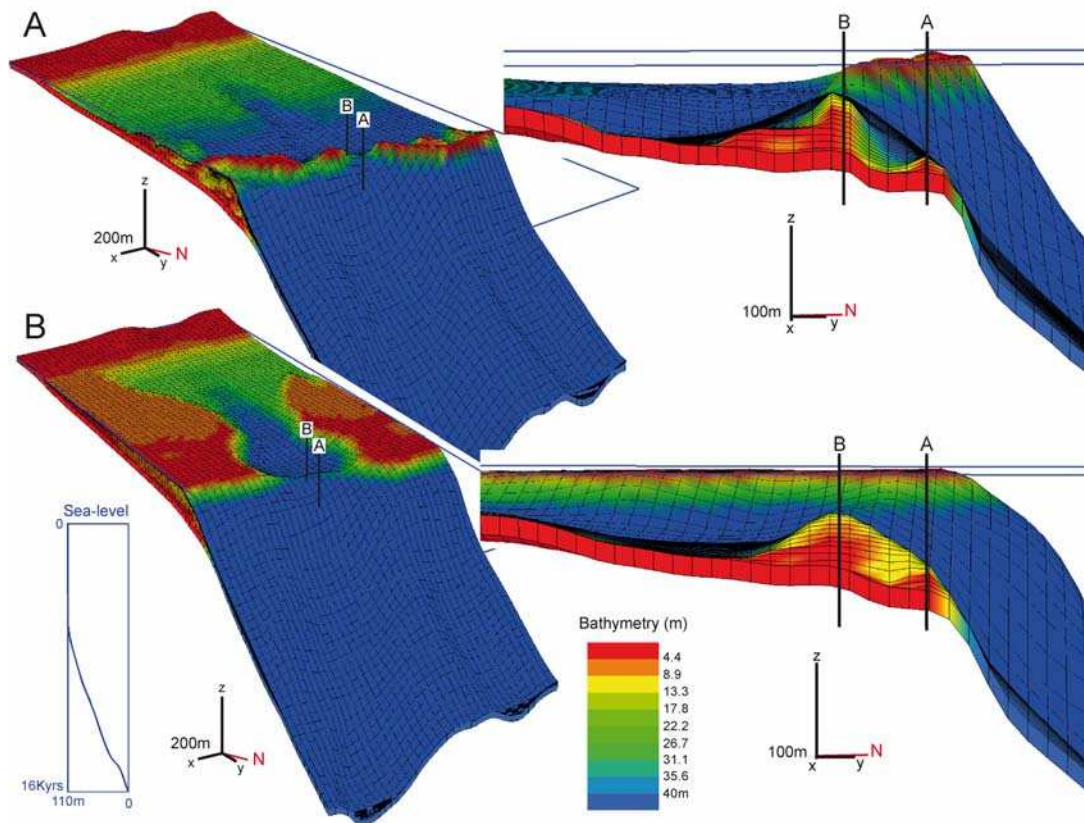 A
B
A
z
200m
x
y
N
B
A
z
100m
x
y
N
B
B
A
Sea-level
0
16Kyrs
110m
0
z
200m
x
y
N
B
A
Bathymetry (m)
4.4
8.9
13.3
17.8
22.2
26.7
31.1
35.6
40m
z
100m
x
y
N